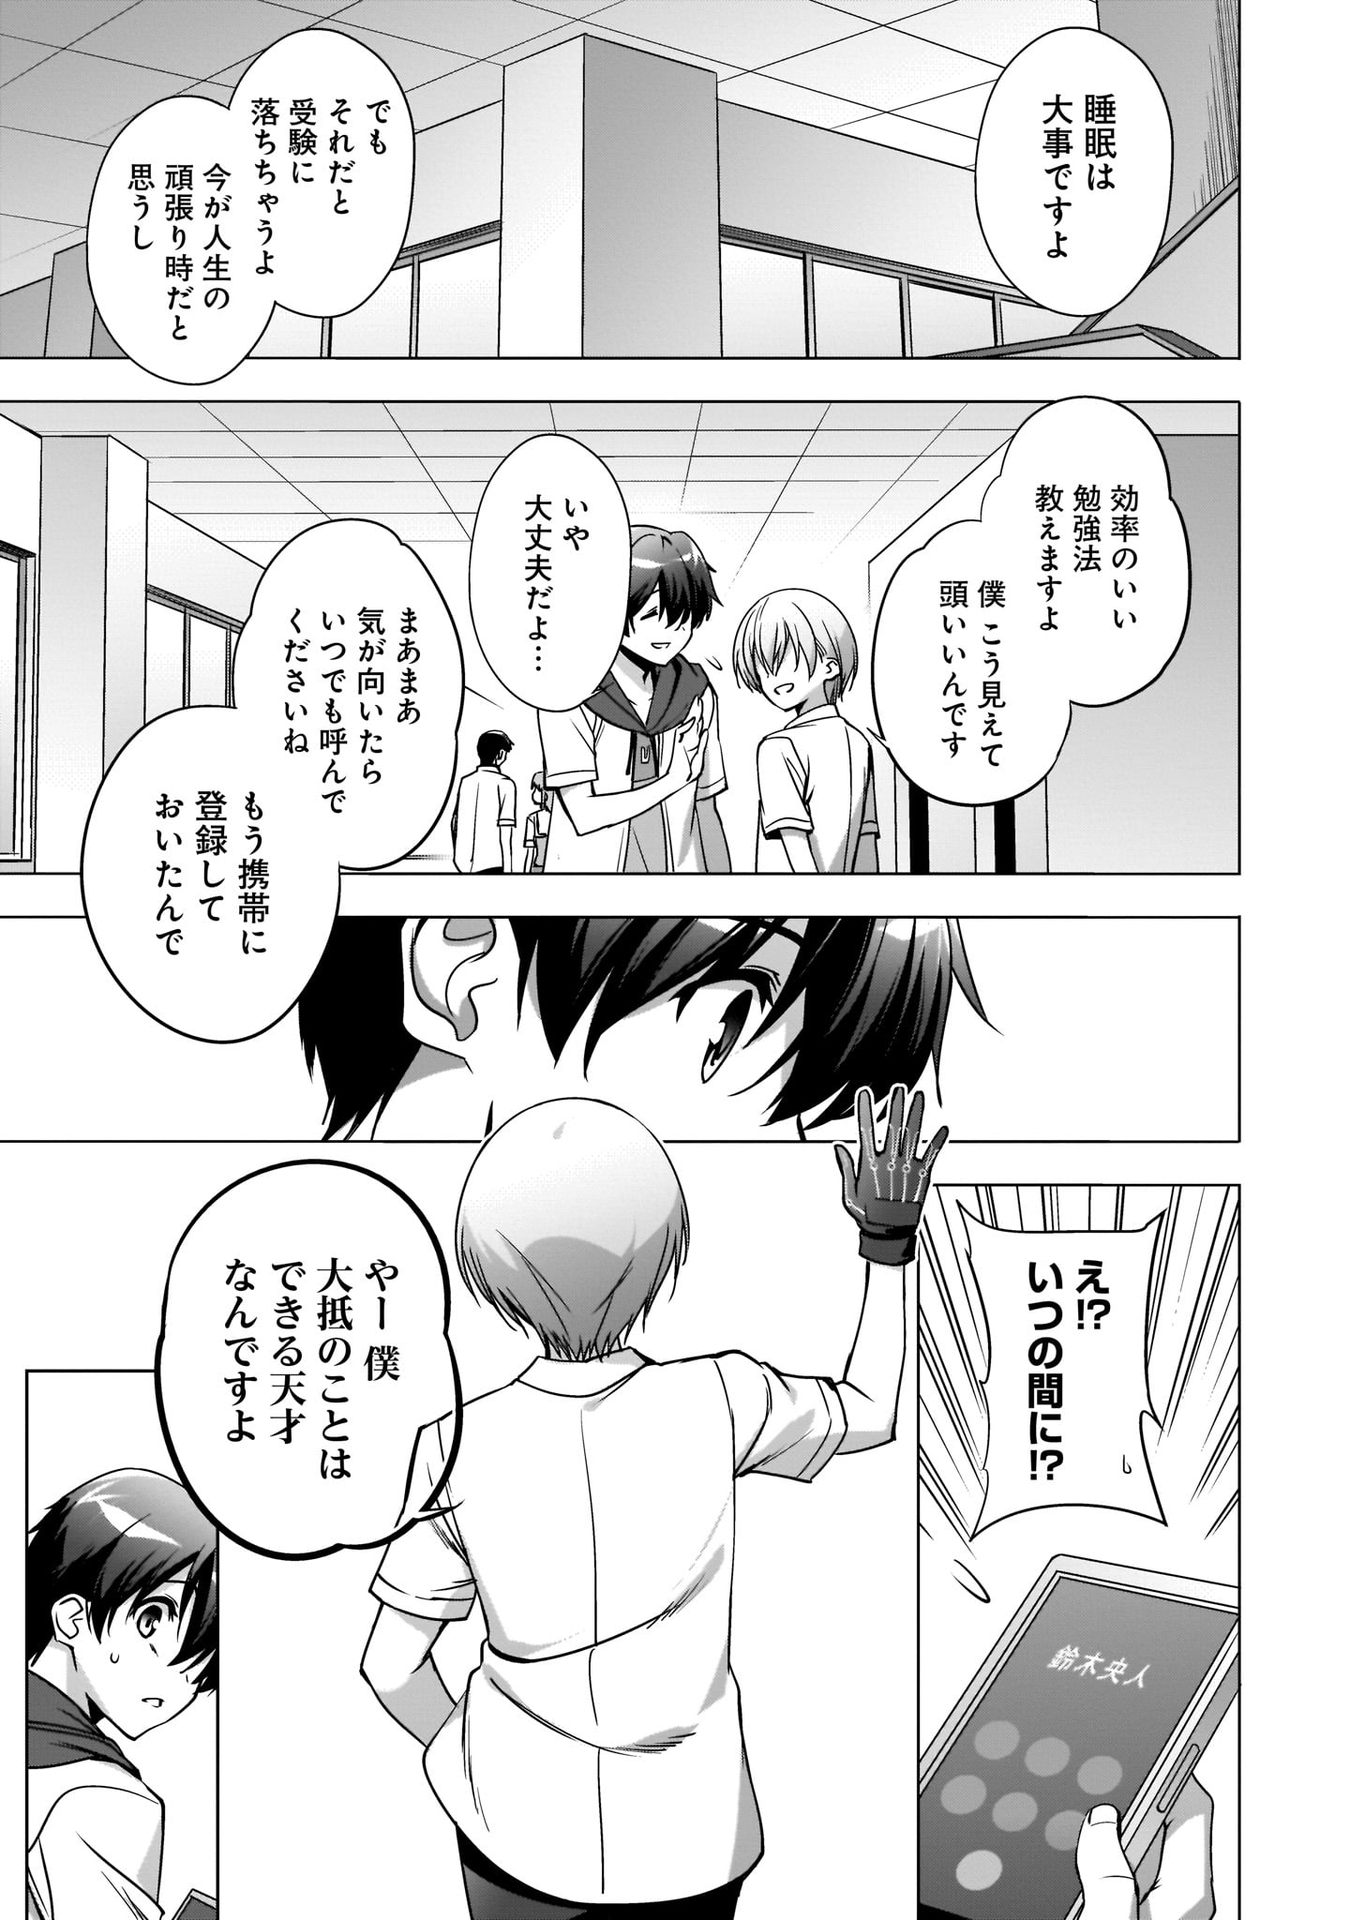 睡眠は
大事ですよ
でも
それだと
受験に
落ちちゃうよ
今が人生の
頑張り時だと
思うし
効率のいい
勉強法
教えますよ
僕 こう見えて
頭いいんです
いや
大丈夫だよ…
まあまあ
気が向いたら
いつでも呼んで
くださいね
もう携帯に
登録して
おいたんで
え!?
いつの間に!?
鈴木央人
やー 僕
大抵のことは
できる天才
なんですよ